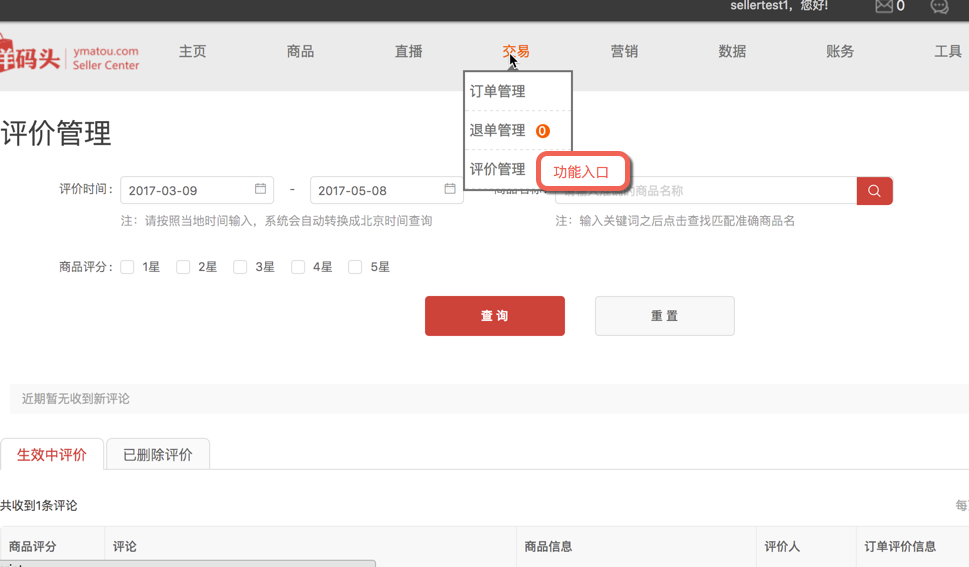 sellertest1，您好!
0
洋码头 ymatou.com
Seller Center
主页 商品 直播 交易 营销 数据 账务 工具
订单管理
退单管理 0
评价管理 功能入口
评价管理
评价时间： 2017-03-09 - 2017-05-08
注：请按照当地时间输入，系统会自动转换成北京时间查询
注：输入关键词之后点击查找匹配准确商品名
商品评分： 1星 2星 3星 4星 5星
查 询 重 置
近期暂无收到新评论
生效中评价 已删除评价
共收到1条评论
商品评分 评论 商品信息 评价人 订单评价信息